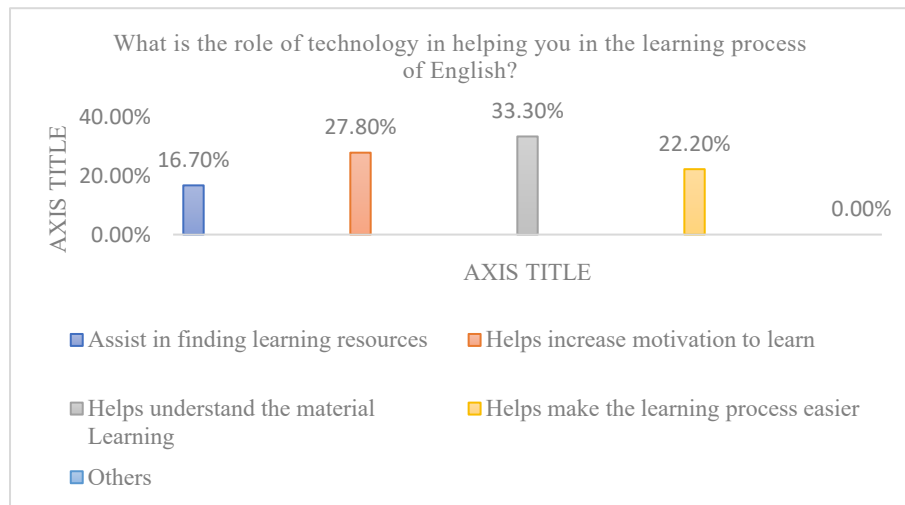 What is the role of technology in helping you in the learning process
of English?
40.00%
20.00%
0.00%
AXIS TITLE
16.70%
27.80%
33.30%
22.20%
0.00%
AXIS TITLE
Assist in finding learning resources
Helps increase motivation to learn
Helps understand the material
Learning
Helps make the learning process easier
Others